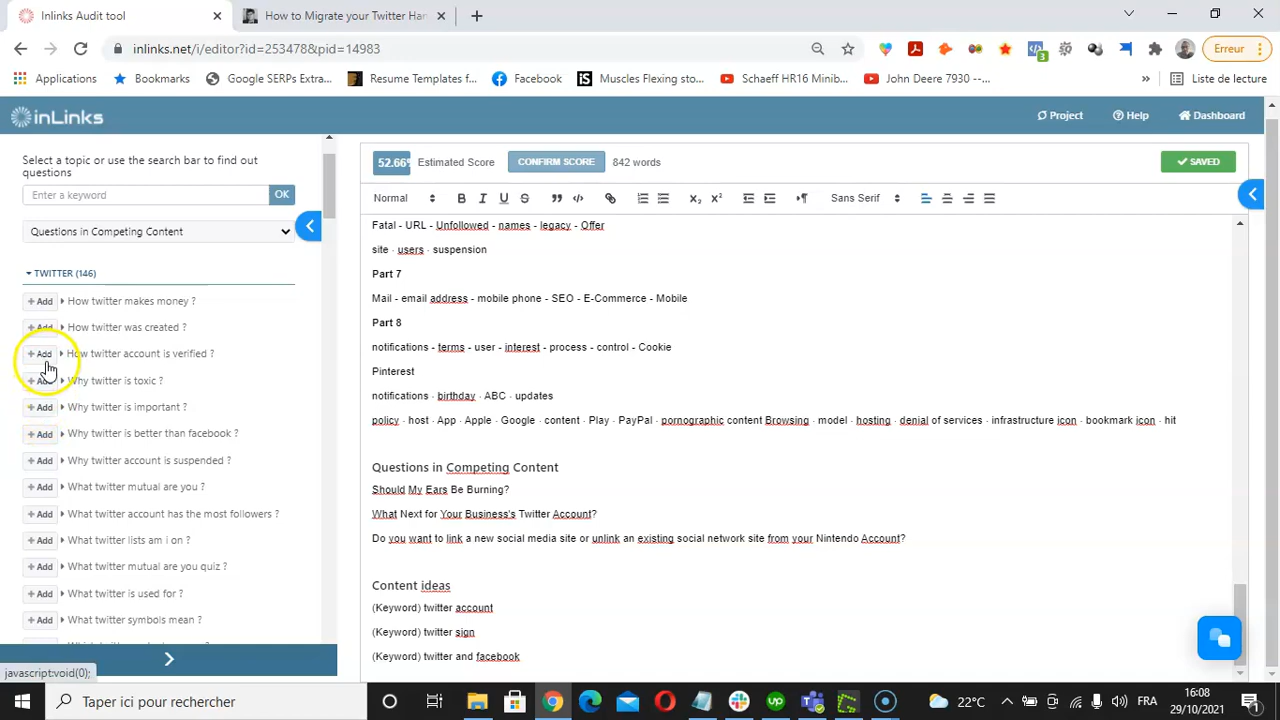 Inlinks Audit tool
How to Migrate your Twitter Han
inlinks.net/i/editor?id=253478&pid=14983
3
Erreur
Applications
Bookmarks
Google SERPs Extra...
Resume Templates f...
Facebook
iS
Muscles Flexing sto...
Schaeff HR16 Minib...
John Deere 7930 –...
»
Liste de lecture
inLinks
Project
Help
Dashboard
Select a topic or use the search bar to find out
questions
Enter a keyword
OK
Questions in Competing Content
TWITTER (146)
+ Add How twitter makes money ?
+ Add How twitter was created ?
+ Add How twitter account is verified ?
+ Add Why twitter is toxic ?
+ Add Why twitter is important ?
+ Add Why twitter is better than facebook ?
+ Add Why twitter account is suspended ?
+ Add What twitter mutual are you ?
+ Add What twitter account has the most followers ?
+ Add What twitter lists am i on ?
+ Add What twitter mutual are you quiz ?
+ Add What twitter is used for ?
+ Add What twitter symbols mean ?
javascript:void(0);
52.66%
Estimated Score
CONFIRM SCORE
842 words
SAVED
Normal
B I U S
Sans Serif
Fatal - URL - Unfollowed - names - legacy - Offer
site · users · suspension
Part 7
Mail - email address - mobile phone - SEO - E-Commerce - Mobile
Part 8
notifications - terms - user - interest - process - control - Cookie
Pinterest
notifications · birthday · ABC · updates
policy · host · App · Apple · Google · content · Play · PayPal · pornographic content Browsing · model · hosting · denial of services · infrastructure icon · bookmark icon · hit
Questions in Competing Content
Should My Ears Be Burning?
What Next for Your Business's Twitter Account?
Do you want to link a new social media site or unlink an existing social network site from your Nintendo Account?
Content ideas
(Keyword) twitter account
(Keyword) twitter sign
(Keyword) twitter and facebook
Taper ici pour rechercher
22°C
FRA
16:08
29/10/2021